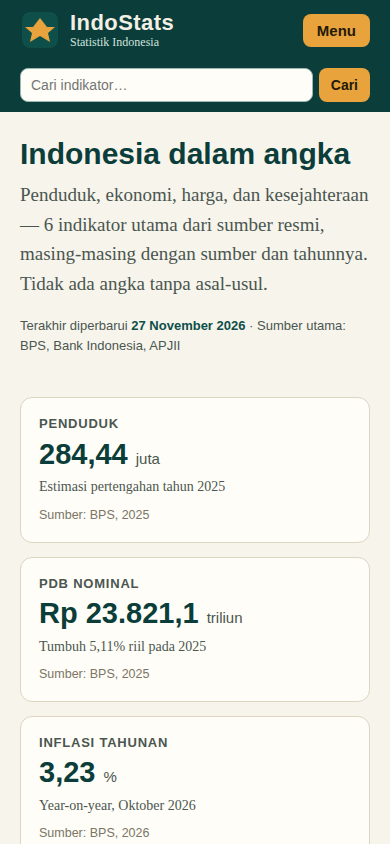 IndoStats
Statistik Indonesia
Menu
Cari indikator…
Cari
Indonesia dalam angka
Penduduk, ekonomi, harga, dan kesejahteraan
— 6 indikator utama dari sumber resmi,
masing-masing dengan sumber dan tahunnya.
Tidak ada angka tanpa asal-usul.
Terakhir diperbarui 27 November 2026 · Sumber utama:
BPS, Bank Indonesia, APJII
PENDUDUK
284,44 juta
Estimasi pertengahan tahun 2025
Sumber: BPS, 2025
PDB NOMINAL
Rp 23.821,1 triliun
Tumbuh 5,11% riil pada 2025
Sumber: BPS, 2025
INFLASI TAHUNAN
3,23 %
Year-on-year, Oktober 2026
Sumber: BPS, 2026